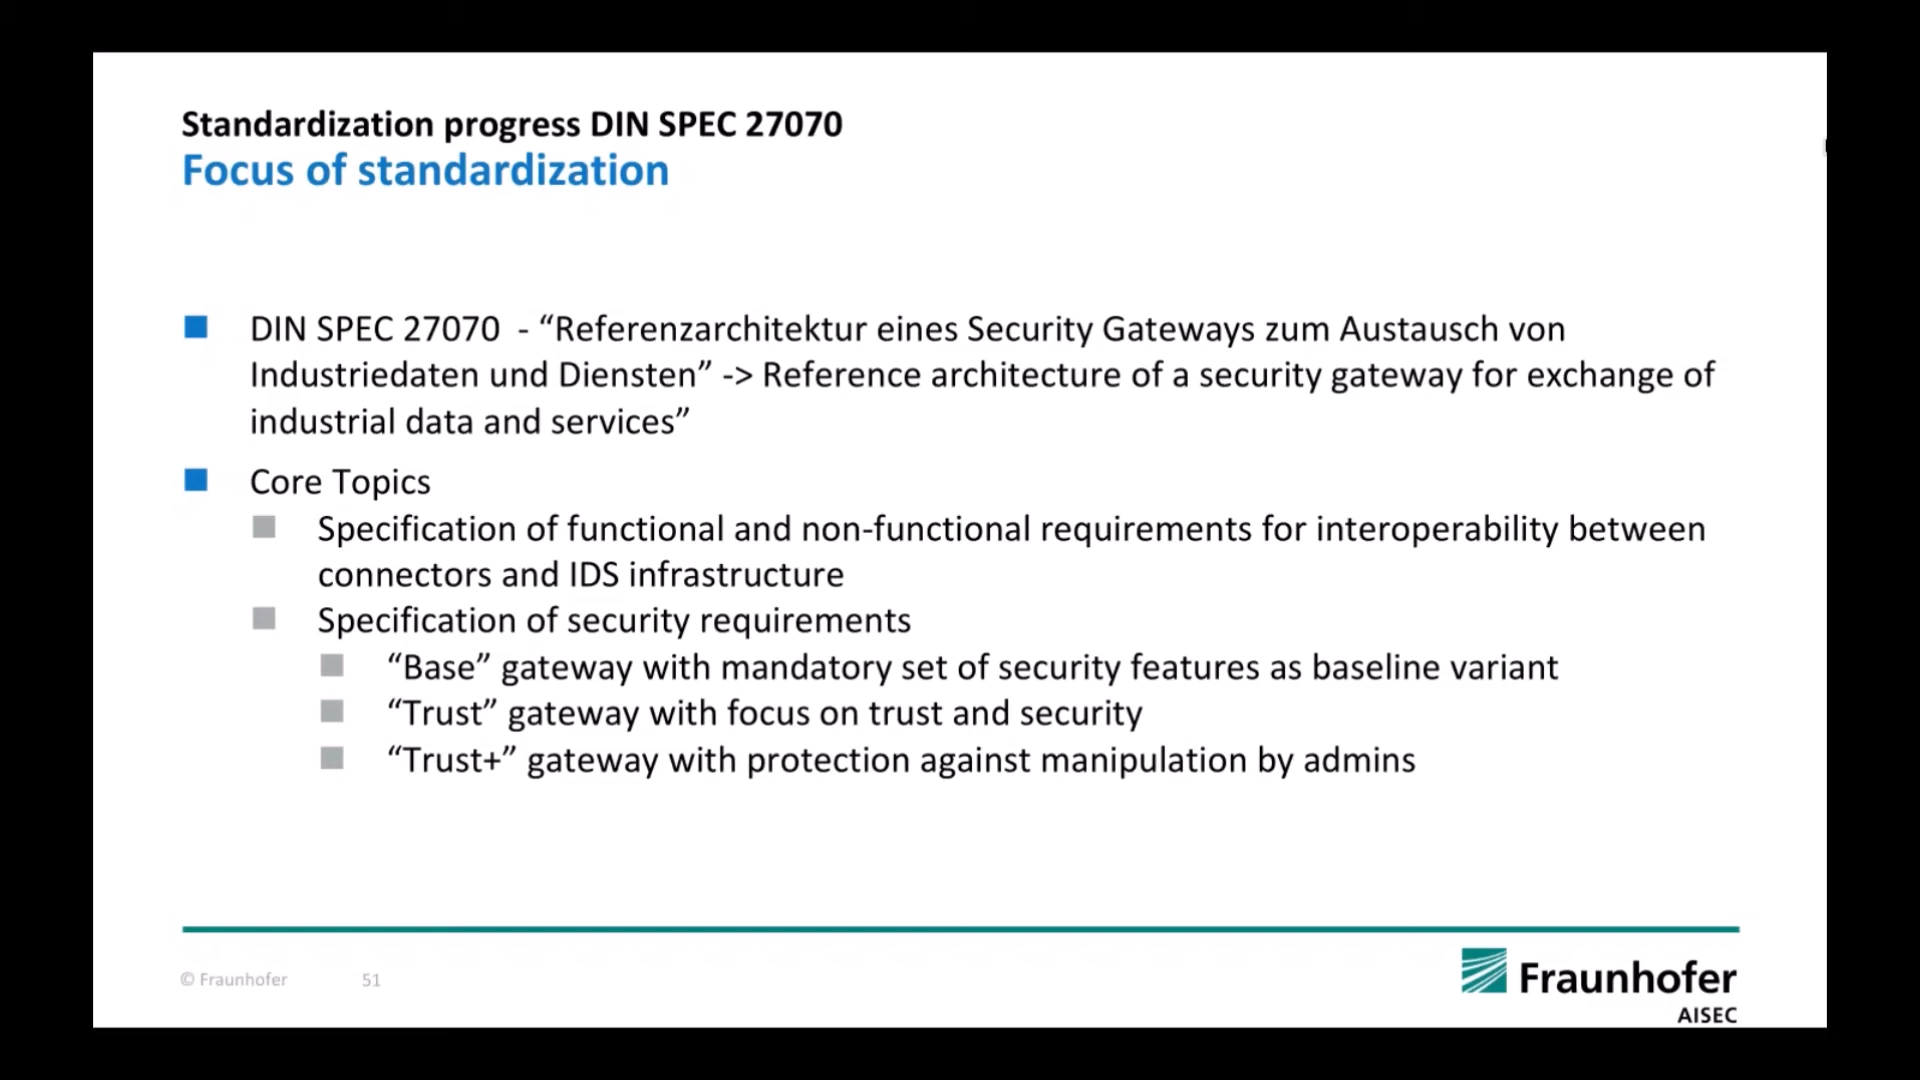 Standardization progress DIN SPEC 27070
Focus of standardization
DIN SPEC 27070 - “Referenzarchitektur eines Security Gateways zum Austausch von
Industriedaten und Diensten” -> Reference architecture of a security gateway for exchange of
industrial data and services”
Core Topics
Specification of functional and non-functional requirements for interoperability between
connectors and IDS infrastructure
Specification of security requirements
“Base” gateway with mandatory set of security features as baseline variant
“Trust” gateway with focus on trust and security
“Trust+” gateway with protection against manipulation by admins
© Fraunhofer 51
Fraunhofer
AISEC